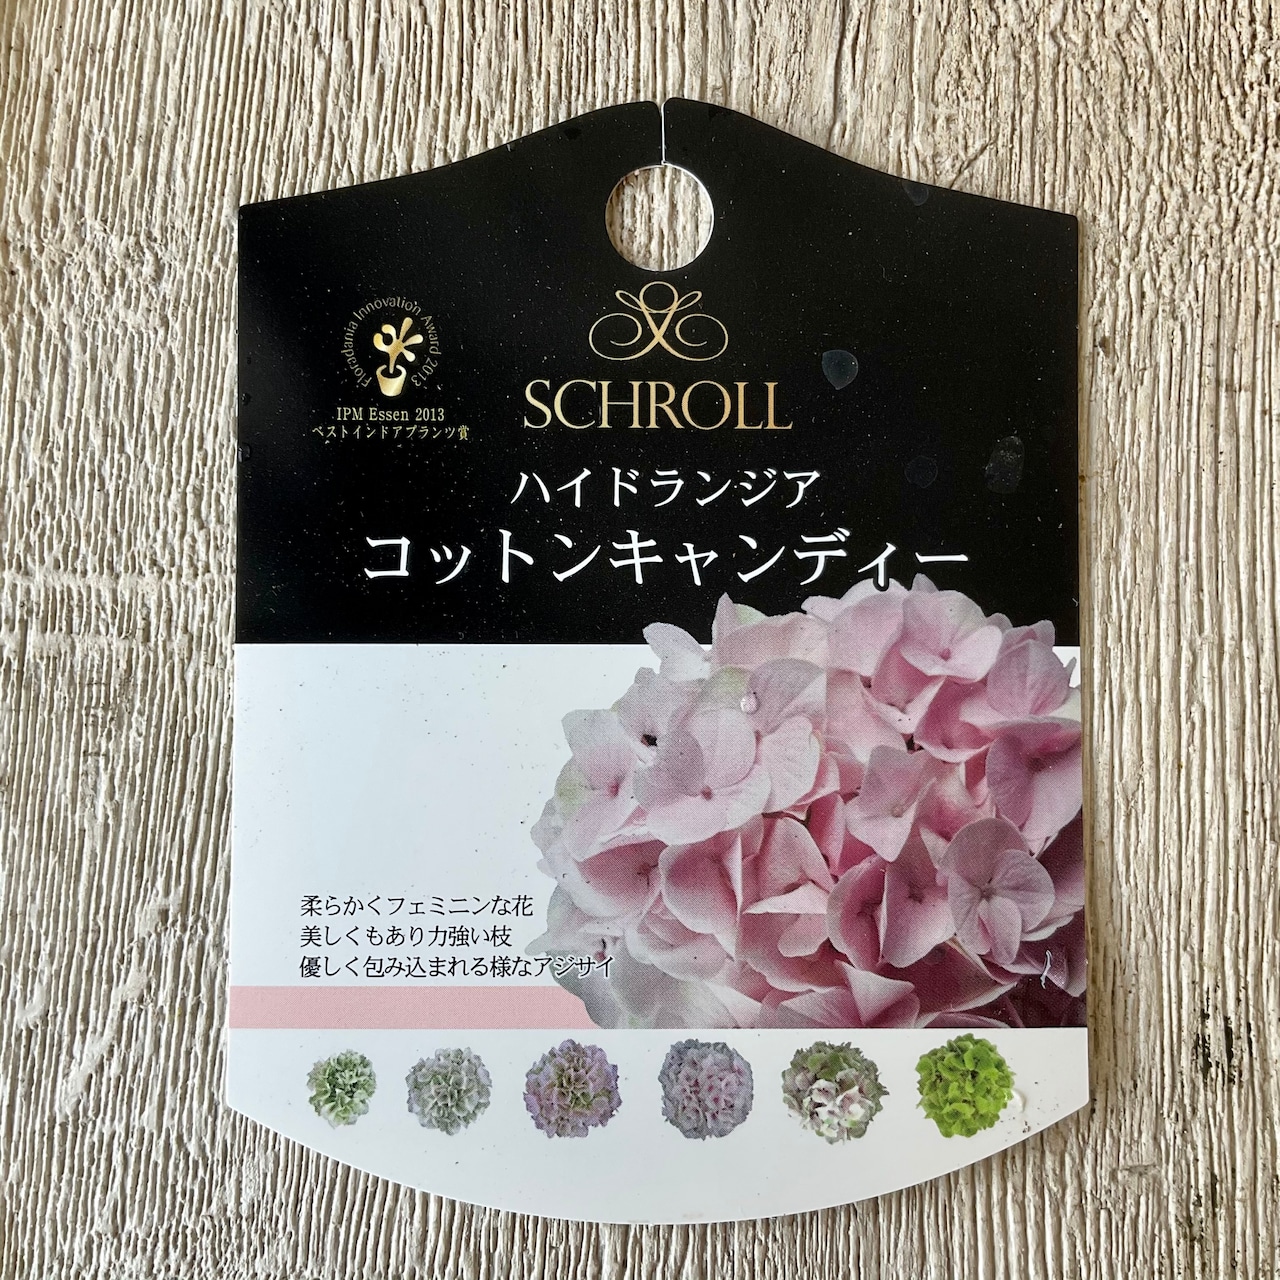 Floradania Innovation Award 2013
IPM Essen 2013
ベストインドアプランツ賞
SCHROLL
ハイドランジア
コットンキャンディー
柔らかくフェミニンな花
美しくもあり力強い枝
優しく包み込まれる様なアジサイ